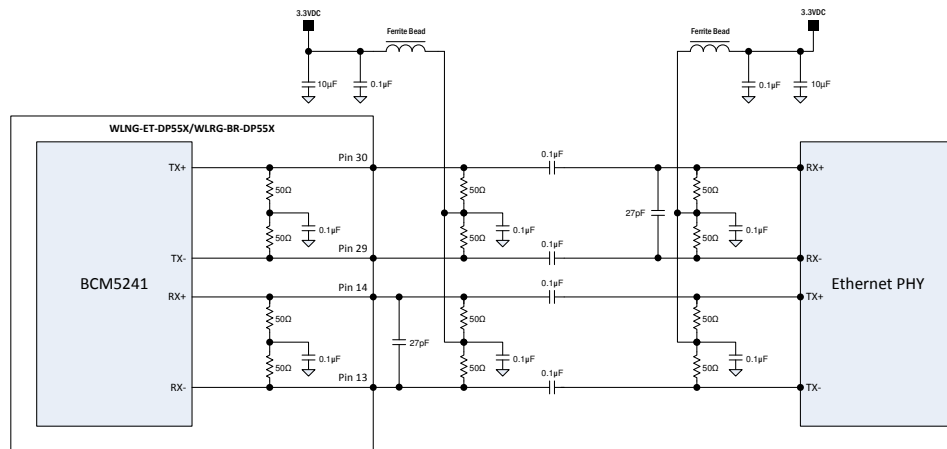 3.3VDC
3.3VDC
Ferrite Bead
Ferrite Bead
10µF
0.1µF
0.1µF
10µF
WLNG-ET-DP55X/WLRG-BR-DP55X
TX+
Pin 30
0.1µF
RX+
50Ω
50Ω
50Ω
0.1µF
0.1µF
27pF
0.1µF
50Ω
50Ω
50Ω
TX-
Pin 29
0.1µF
RX-
BCM5241
Ethernet PHY
RX+
Pin 14
0.1µF
TX+
50Ω
50Ω
50Ω
27pF
0.1µF
0.1µF
0.1µF
50Ω
50Ω
50Ω
RX-
Pin 13
0.1µF
TX-